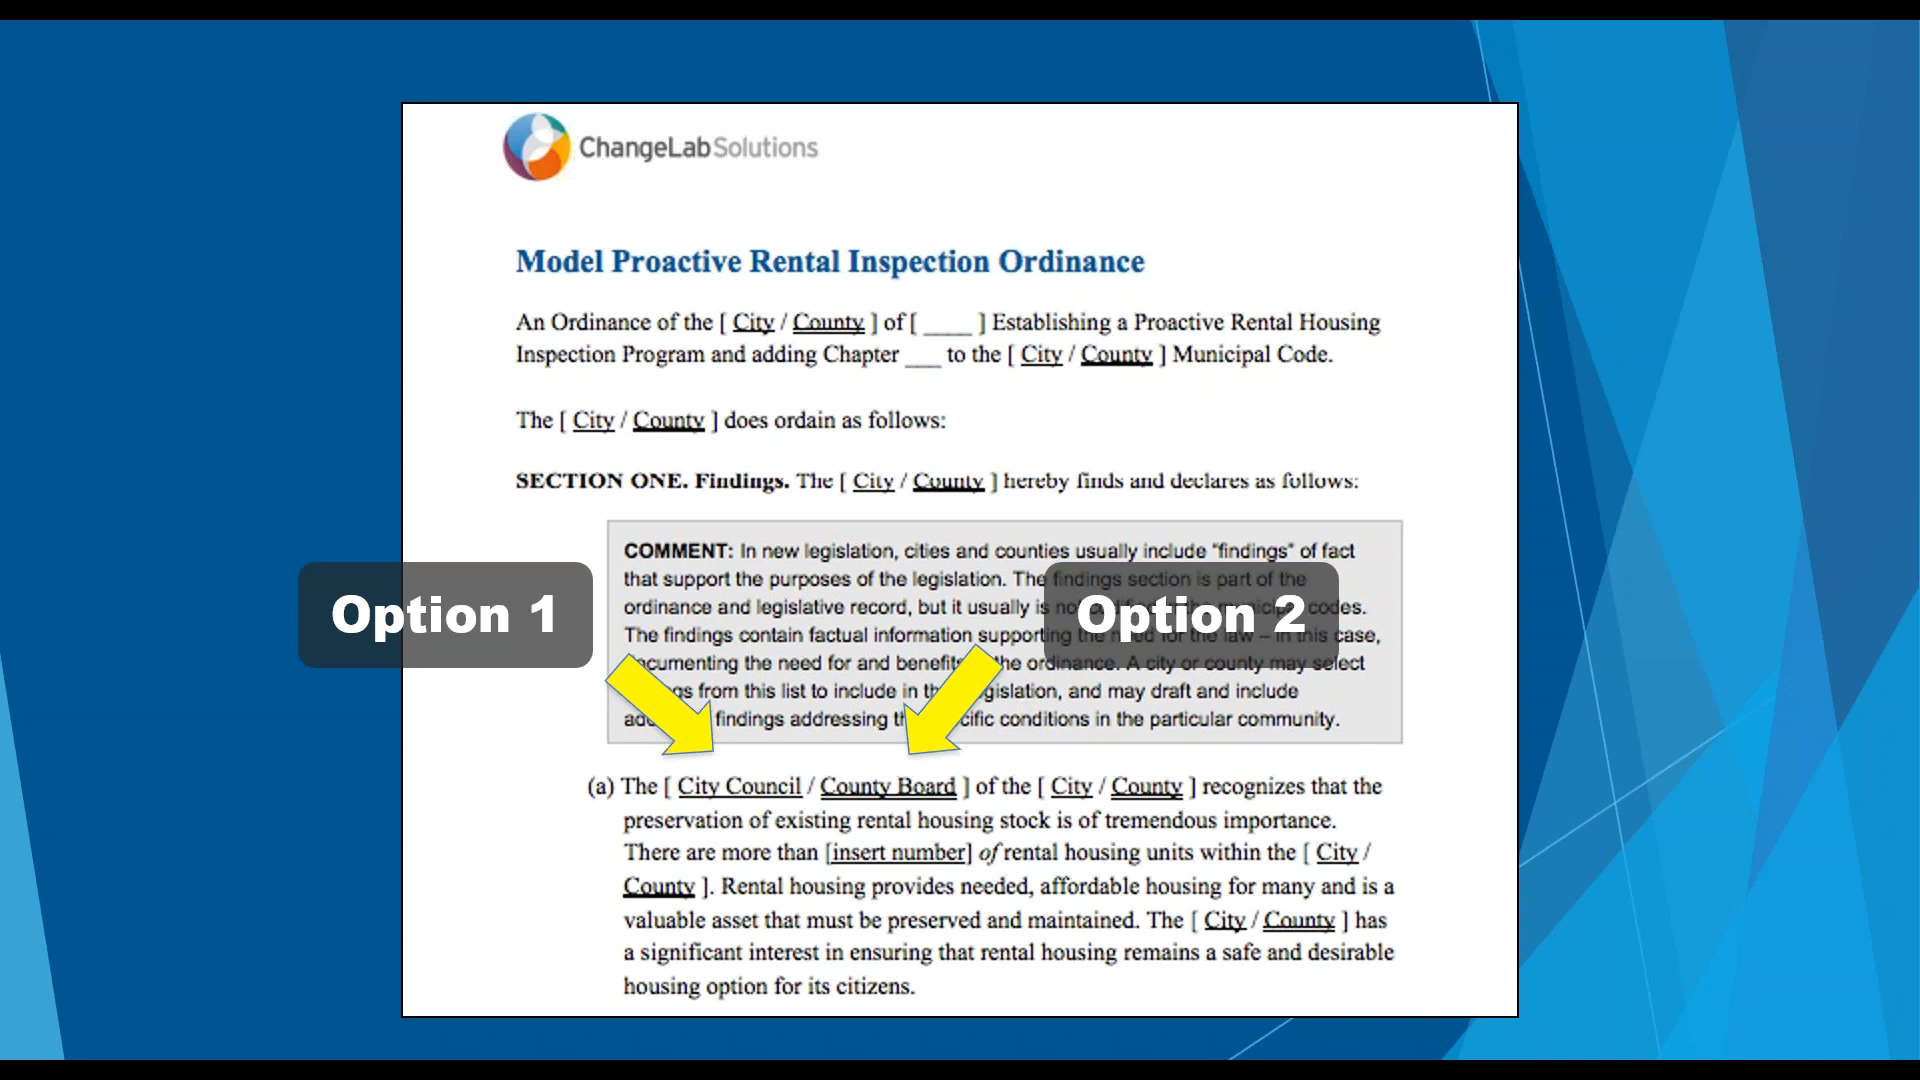 ChangeLabSolutions
Model Proactive Rental Inspection Ordinance
An Ordinance of the [ City / County ] of [ ____ ] Establishing a Proactive Rental Housing
Inspection Program and adding Chapter ___ to the [ City / County ] Municipal Code.
The [ City / County ] does ordain as follows:
SECTION ONE. Findings. The [ City / County ] hereby finds and declares as follows:
COMMENT: In new legislation, cities and counties usually include "findings" of fact
that support the purposes of the legislation. The findings section is part of the
ordinance and legislative record, but it usually is codes.
The findings contain factual information supporting the need for the law – in this case,
the need for and benefits the ordinance. A city or county may select
from this list to include in and may draft and include
findings addressing conditions in the particular community.
Option 1
Option 2
(a) The [ City Council / County Board ] of the [ City / County ] recognizes that the
preservation of existing rental housing stock is of tremendous importance.
There are more than [insert number] of rental housing units within the [ City /
County ]. Rental housing provides needed, affordable housing for many and is a
valuable asset that must be preserved and maintained. The [ City / County ] has
a significant interest in ensuring that rental housing remains a safe and desirable
housing option for its citizens.